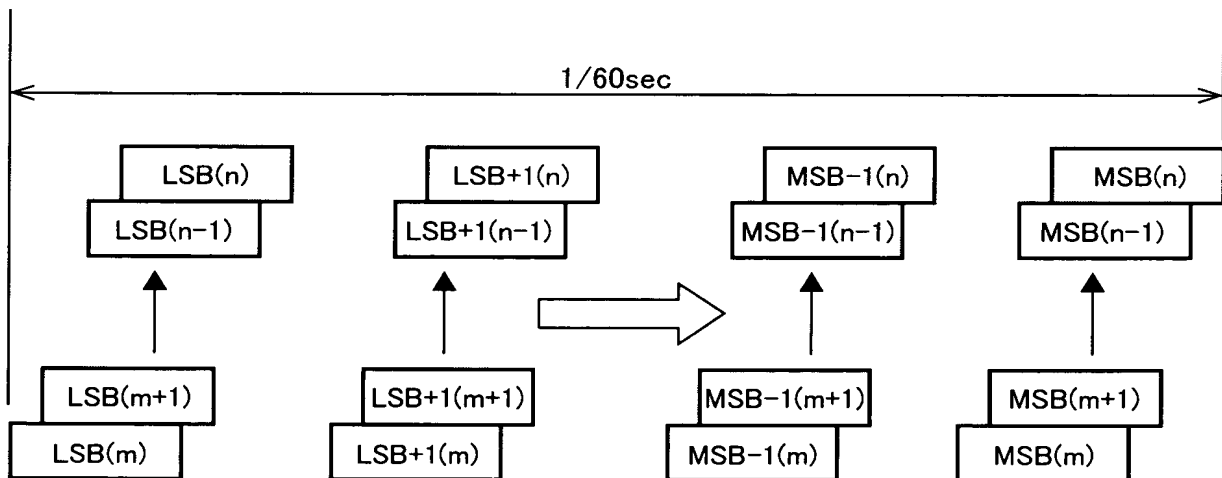 1/60sec
LSB(n) LSB+1(n) MSB-1(n) MSB(n)
LSB(n-1) LSB+1(n-1) MSB-1(n-1) MSB(n-1)
LSB(m+1) LSB+1(m+1) MSB-1(m+1) MSB(m+1)
LSB(m) LSB+1(m) MSB-1(m) MSB(m)